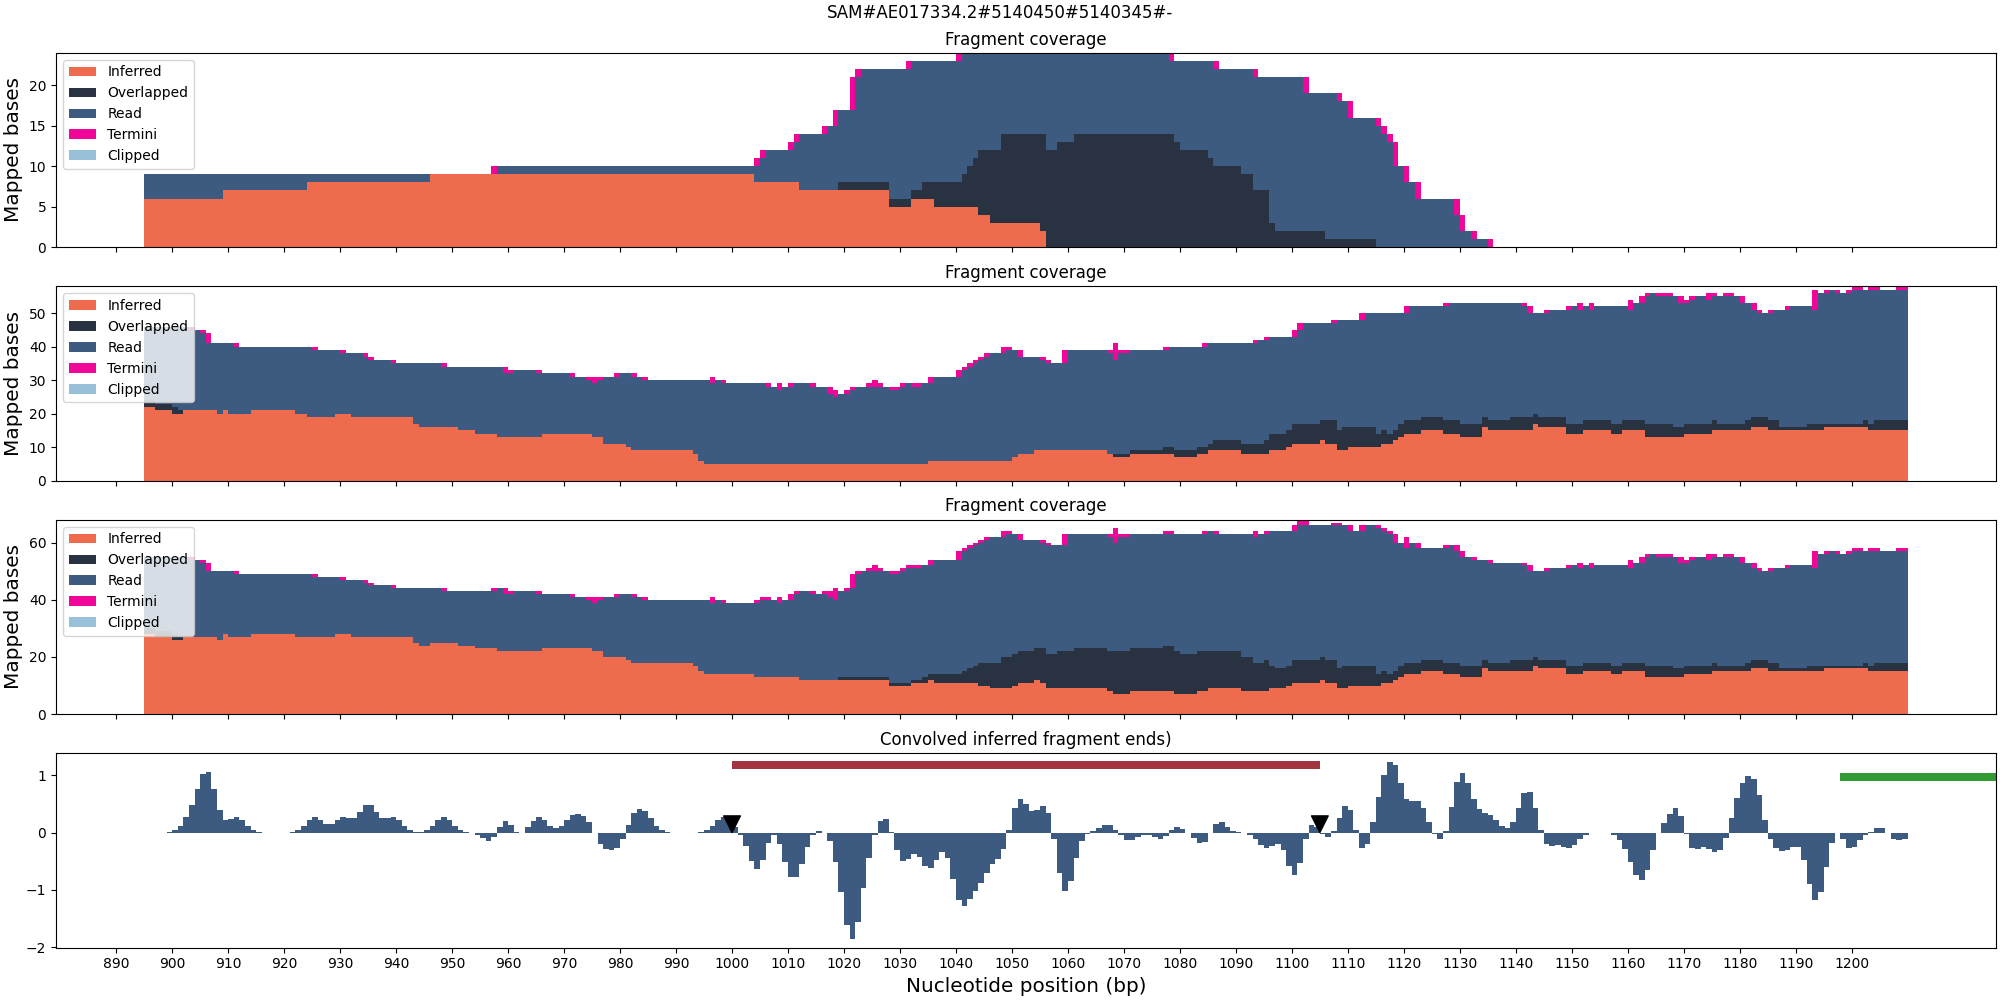 SAM#AE017334.2#5140450#5140345#-
Fragment coverage
Mapped bases
20
15
10
5
0
Inferred
Overlapped
Read
Termini
Clipped
Fragment coverage
Mapped bases
50
40
30
20
10
0
Inferred
Overlapped
Read
Termini
Clipped
Fragment coverage
Mapped bases
60
40
20
0
Inferred
Overlapped
Read
Termini
Clipped
Convolved inferred fragment ends)
1
0
−1
−2
890 900 910 920 930 940 950 960 970 980 990 1000 1010 1020 1030 1040 1050 1060 1070 1080 1090 1100 1110 1120 1130 1140 1150 1160 1170 1180 1190 1200
Nucleotide position (bp)